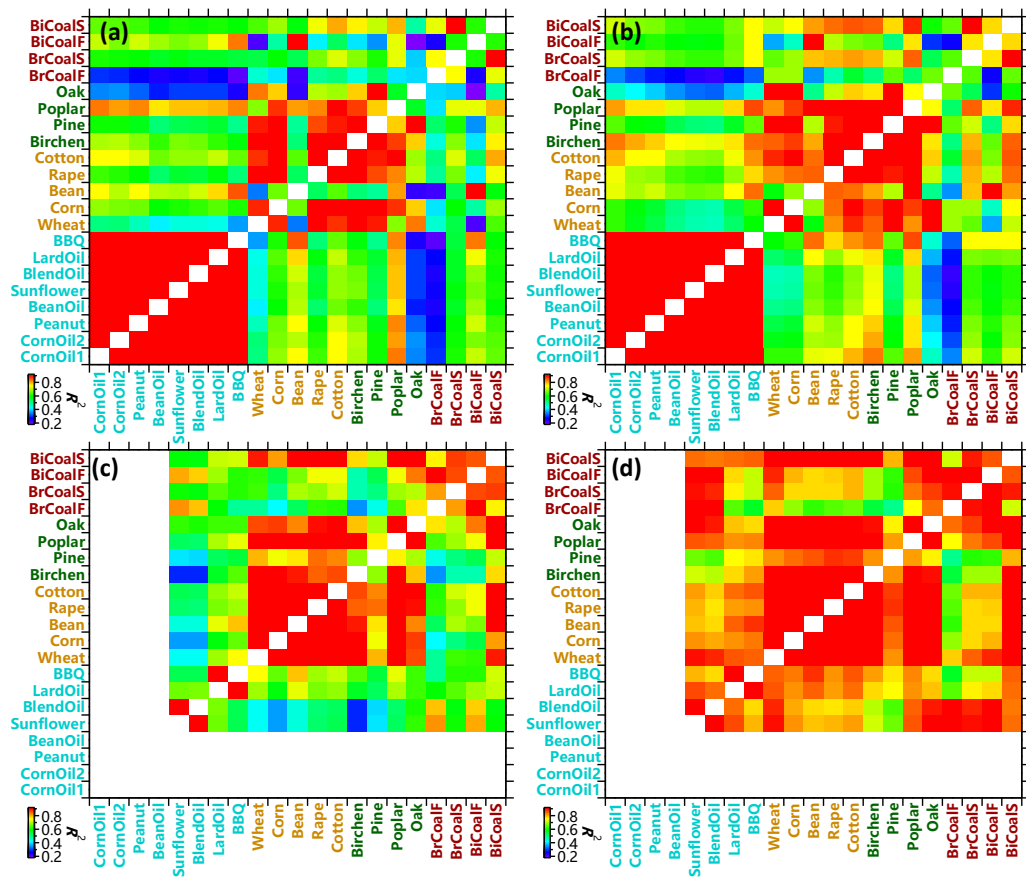 (a)
BiCoalS
BiCoalF
BrCoalS
BrCoalF
Oak
Poplar
Pine
Birchen
Cotton
Rape
Bean
Corn
Wheat
BBQ
LardOil
BlendOil
Sunflower
BeanOil
Peanut
CornOil2
CornOil1
0.8
0.6
0.4
0.2
R²
CornOil1
CornOil2
Peanut
BeanOil
Sunflower
BlendOil
LardOil
BBQ
Wheat
Corn
Bean
Rape
Cotton
Birchen
Pine
Poplar
Oak
BrCoalF
BrCoalS
BiCoalF
BiCoalS
(b)
BiCoalS
BiCoalF
BrCoalS
BrCoalF
Oak
Poplar
Pine
Birchen
Cotton
Rape
Bean
Corn
Wheat
BBQ
LardOil
BlendOil
Sunflower
BeanOil
Peanut
CornOil2
CornOil1
0.8
0.6
0.4
0.2
R²
CornOil1
CornOil2
Peanut
BeanOil
Sunflower
BlendOil
LardOil
BBQ
Wheat
Corn
Bean
Rape
Cotton
Birchen
Pine
Poplar
Oak
BrCoalF
BrCoalS
BiCoalF
BiCoalS
(c)
BiCoalS
BiCoalF
BrCoalS
BrCoalF
Oak
Poplar
Pine
Birchen
Cotton
Rape
Bean
Corn
Wheat
BBQ
LardOil
BlendOil
Sunflower
BeanOil
Peanut
CornOil2
CornOil1
0.8
0.6
0.4
0.2
R²
CornOil1
CornOil2
Peanut
BeanOil
Sunflower
BlendOil
LardOil
BBQ
Wheat
Corn
Bean
Rape
Cotton
Birchen
Pine
Poplar
Oak
BrCoalF
BrCoalS
BiCoalF
BiCoalS
(d)
BiCoalS
BiCoalF
BrCoalS
BrCoalF
Oak
Poplar
Pine
Birchen
Cotton
Rape
Bean
Corn
Wheat
BBQ
LardOil
BlendOil
Sunflower
BeanOil
Peanut
CornOil2
CornOil1
0.8
0.6
0.4
0.2
R²
CornOil1
CornOil2
Peanut
BeanOil
Sunflower
BlendOil
LardOil
BBQ
Wheat
Corn
Bean
Rape
Cotton
Birchen
Pine
Poplar
Oak
BrCoalF
BrCoalS
BiCoalF
BiCoalS